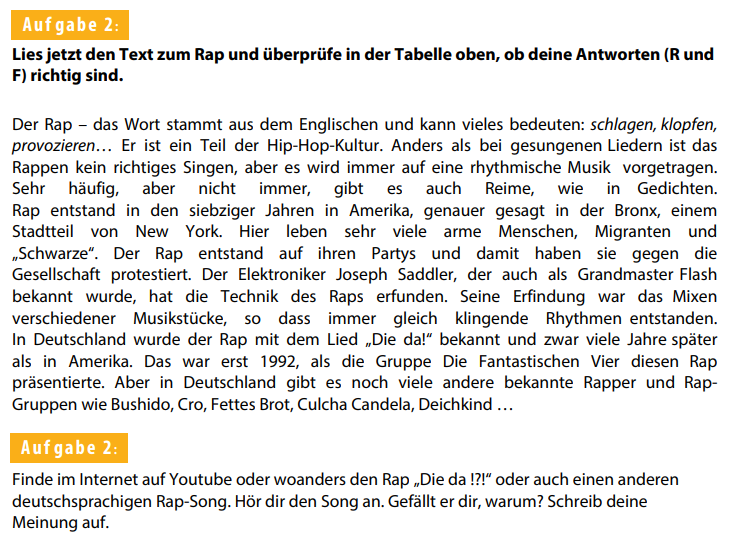 Aufgabe 2:
Lies jetzt den Text zum Rap und überprüfe in der Tabelle oben, ob deine Antworten (R und
F) richtig sind.
Der Rap – das Wort stammt aus dem Englischen und kann vieles bedeuten: schlagen, klopfen,
provozieren… Er ist ein Teil der Hip-Hop-Kultur. Anders als bei gesungenen Liedern ist das
Rappen kein richtiges Singen, aber es wird immer auf eine rhythmische Musik vorgetragen.
Sehr häufig, aber nicht immer, gibt es auch Reime, wie in Gedichten.
Rap entstand in den siebziger Jahren in Amerika, genauer gesagt in der Bronx, einem
Stadtteil von New York. Hier leben sehr viele arme Menschen, Migranten und
„Schwarze“. Der Rap entstand auf ihren Partys und damit haben sie gegen die
Gesellschaft protestiert. Der Elektroniker Joseph Saddler, der auch als Grandmaster Flash
bekannt wurde, hat die Technik des Raps erfunden. Seine Erfindung war das Mixen
verschiedener Musikstücke, so dass immer gleich klingende Rhythmen entstanden.
In Deutschland wurde der Rap mit dem Lied „Die da!“ bekannt und zwar viele Jahre später
als in Amerika. Das war erst 1992, als die Gruppe Die Fantastischen Vier diesen Rap
präsentierte. Aber in Deutschland gibt es noch viele andere bekannte Rapper und Rap-
Gruppen wie Bushido, Cro, Fettes Brot, Culcha Candela, Deichkind …
Aufgabe 2:
Finde im Internet auf Youtube oder woanders den Rap „Die da !?!“ oder auch einen anderen
deutschsprachigen Rap-Song. Hör dir den Song an. Gefällt er dir, warum? Schreib deine
Meinung auf.